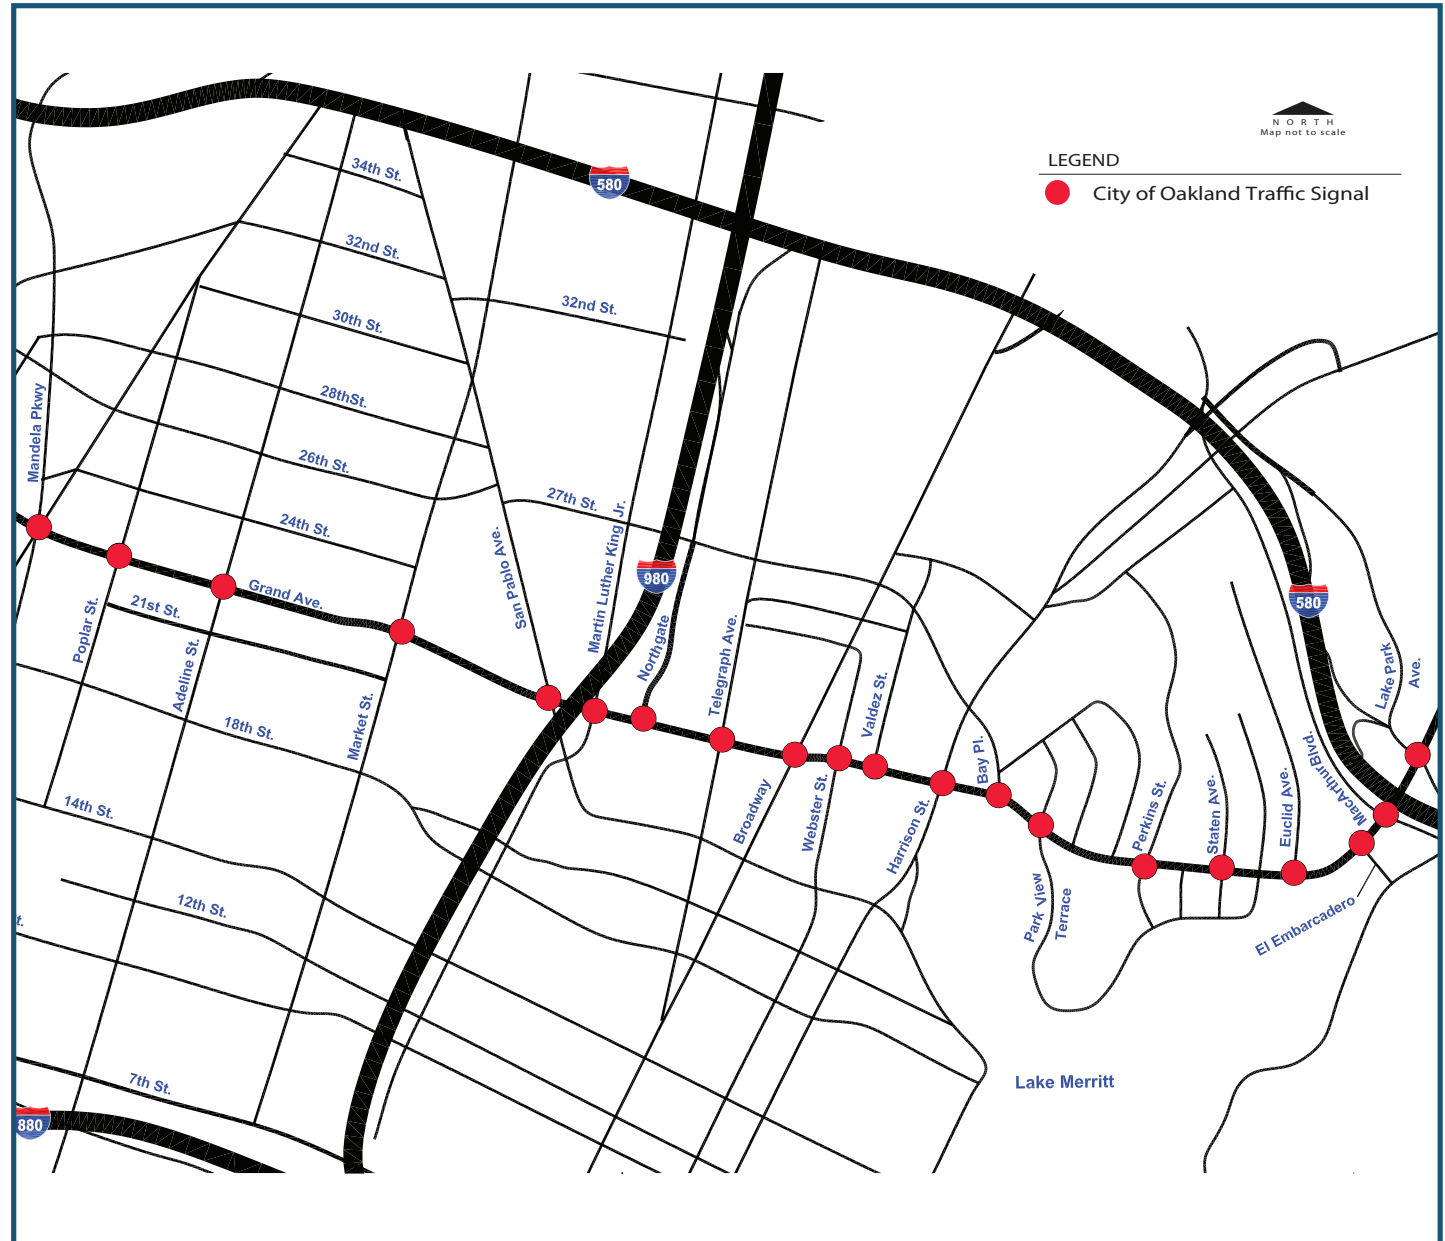 NORTH
Map not to scale
LEGEND
City of Oakland Traffic Signal
34th St.
580
32nd St.
32nd St.
30th St.
28thSt.
Mandela Pkwy
26th St.
27th St.
24th St.
San Pablo Ave.
Martin Luther King Jr.
980
Grand Ave.
21st St.
580
Poplar St.
Adeline St.
Northgate
Telegraph Ave.
Lake Park
Ave.
Market St.
18th St.
Valdez St.
Bay Pl.
MacArthurBlvd.
14th St.
Broadway
Webster St.
Harrison St.
Perkins St.
Staten Ave.
Euclid Ave.
12th St.
t.
Park View
Terrace
El Embarcadero
7th St.
Lake Merritt
880